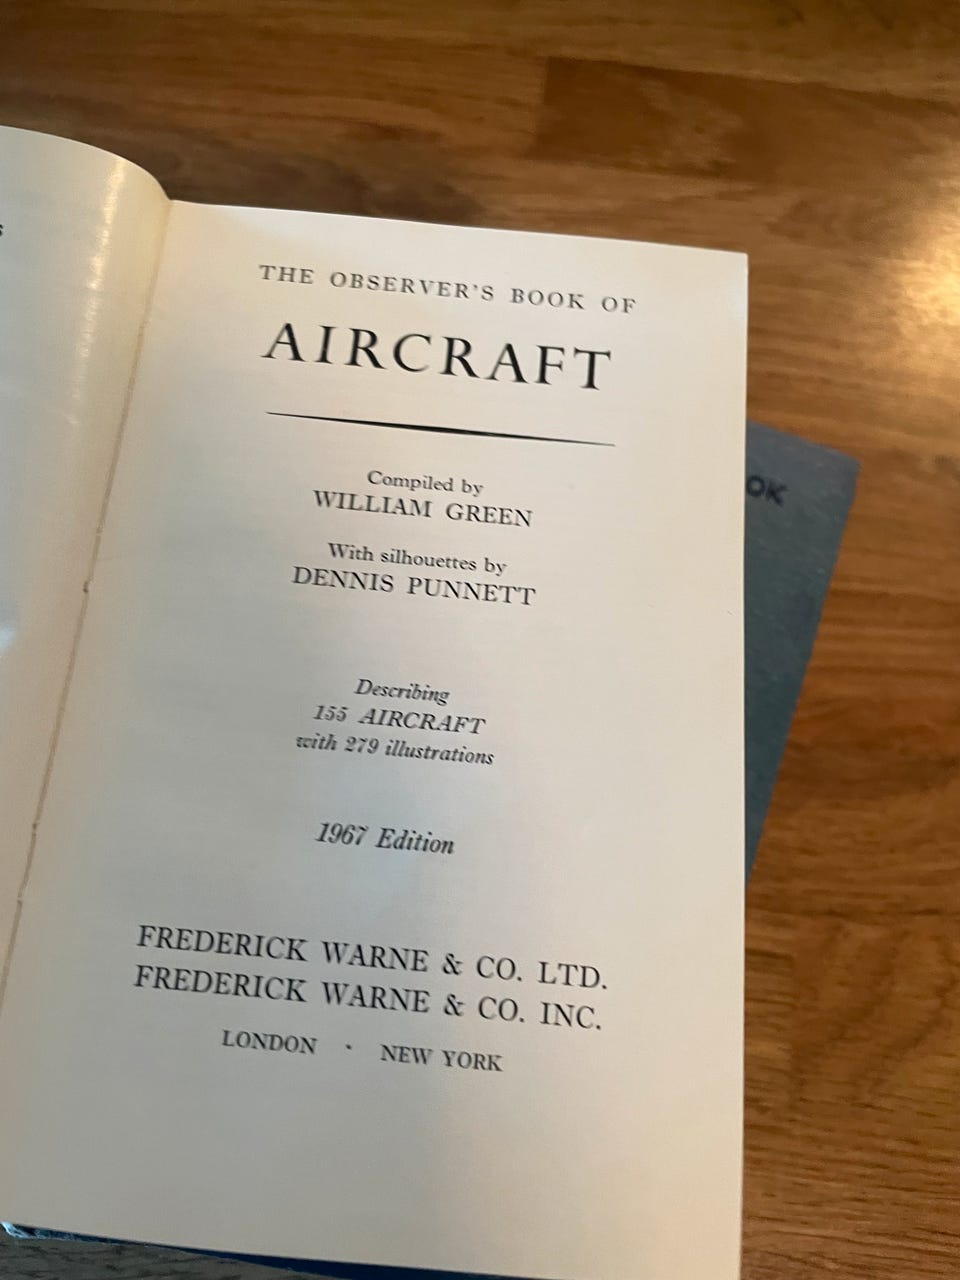 THE OBSERVER'S BOOK OF
AIRCRAFT
Compiled by
WILLIAM GREEN
With silhouettes by
DENNIS PUNNETT
Describing
155 AIRCRAFT
with 279 illustrations
1967 Edition
FREDERICK WARNE & CO. LTD.
FREDERICK WARNE & CO. INC.
LONDON · NEW YORK